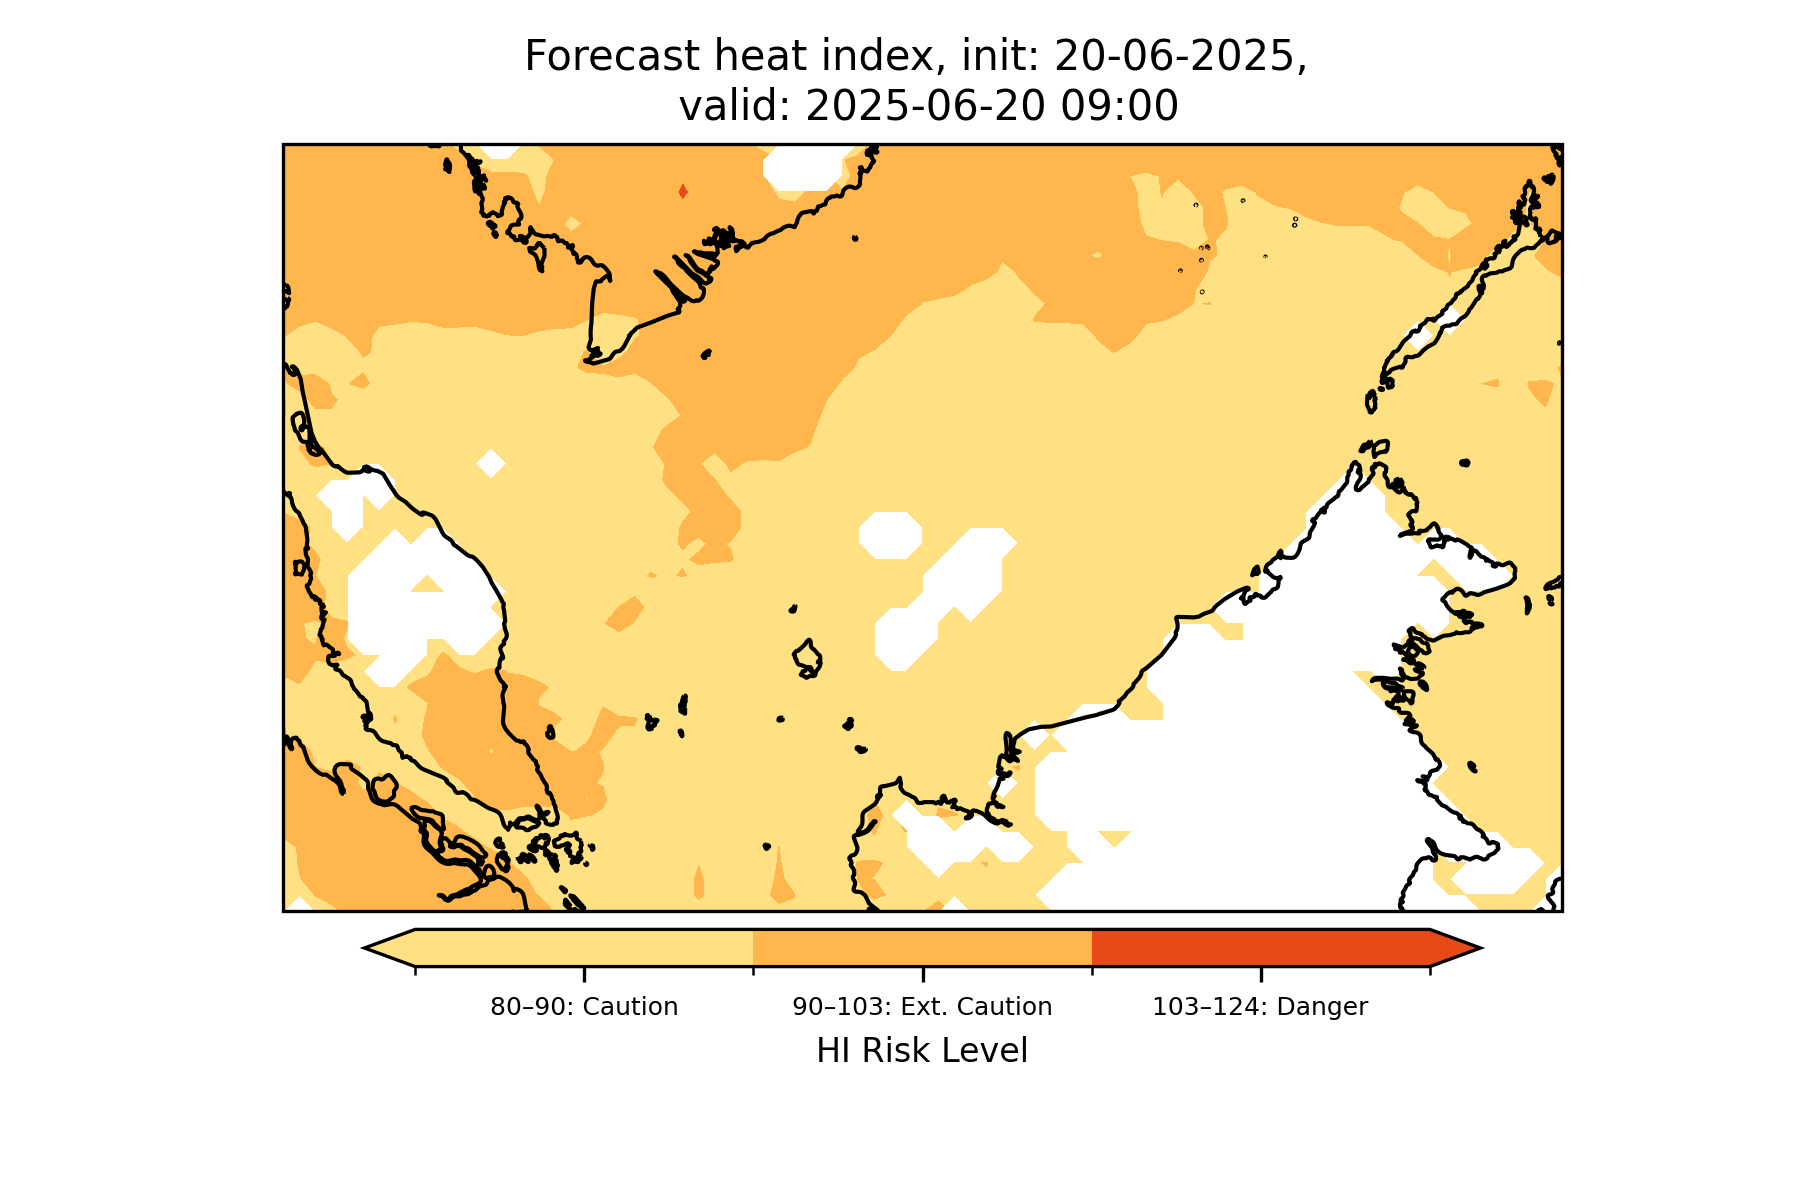 Forecast heat index, init: 20-06-2025,
valid: 2025-06-20 09:00
80–90: Caution
90–103: Ext. Caution
103–124: Danger
HI Risk Level